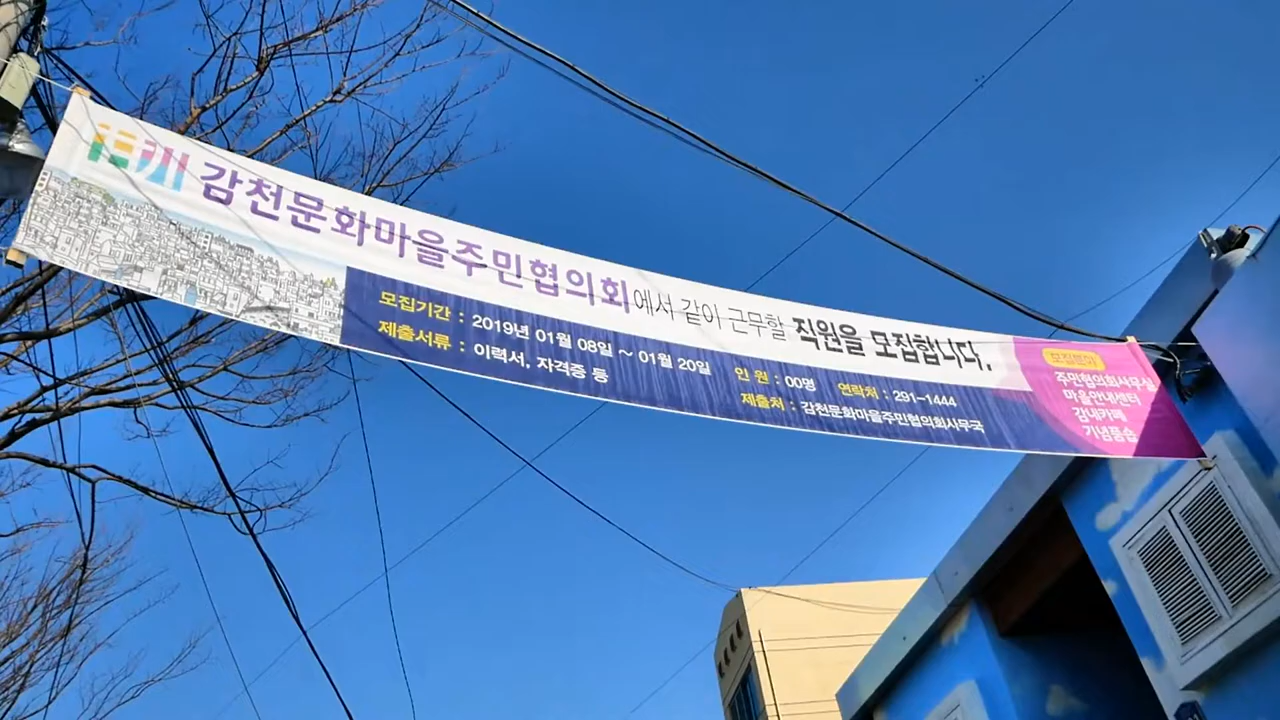 감천문화마을주민협의회에서 같이 근무할 직원을 모집합니다.
모집기간 : 2019년 01월 08일 ~ 01월 20일 인 원 : 00명 연락처 : 291-1444
제출서류 : 이력서, 자격증 등 제출처 : 감천문화마을주민협의회사무국
모집분야
주민협의회사무실
마을안내센터
감내카페
기념품숍